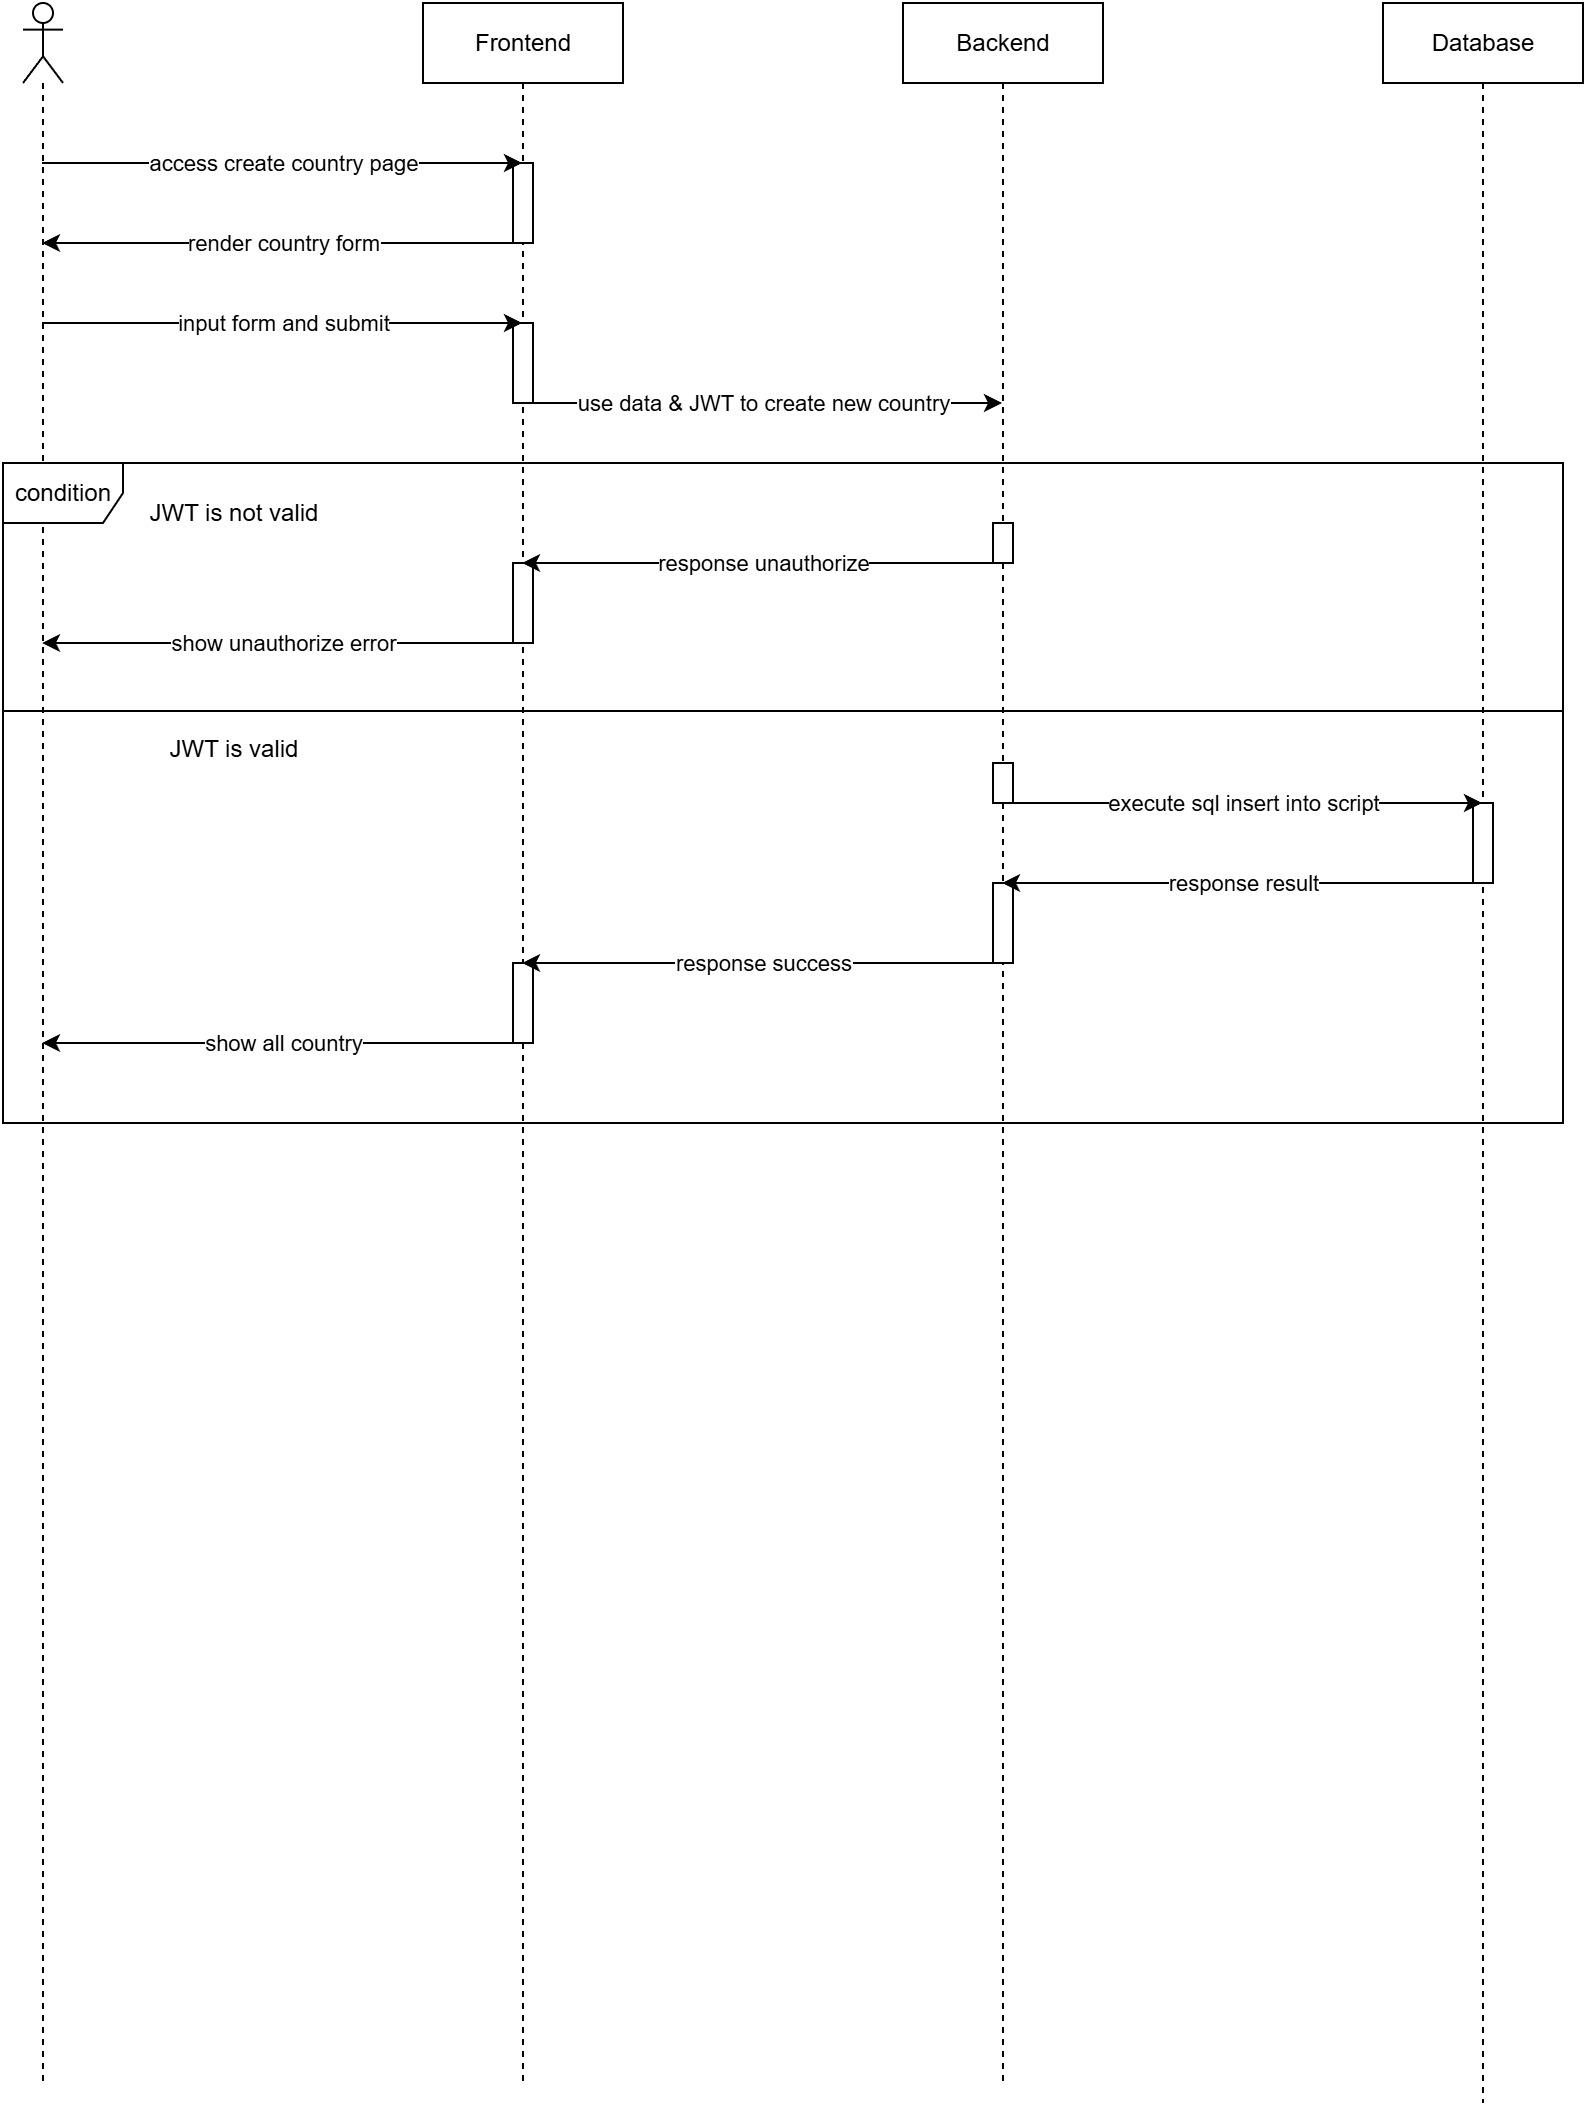 Frontend
Backend
Database
access create country page
render country form
input form and submit
use data & JWT to create new country
condition
JWT is not valid
response unauthorize
show unauthorize error
JWT is valid
execute sql insert into script
response result
response success
show all country